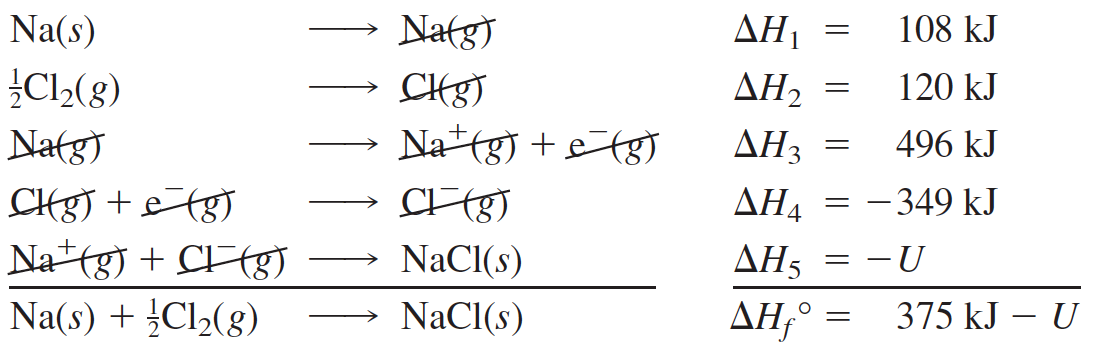 Na(s) ⟶ Na(g) ΔH₁ = 108 kJ
½Cl₂(g) ⟶ Cl(g) ΔH₂ = 120 kJ
Na(g) ⟶ Na⁺(g) + e⁻(g) ΔH₃ = 496 kJ
Cl(g) + e⁻(g) ⟶ Cl⁻(g) ΔH₄ = −349 kJ
Na⁺(g) + Cl⁻(g) ⟶ NaCl(s) ΔH₅ = −U
Na(s) + ½Cl₂(g) ⟶ NaCl(s) ΔH_f° = 375 kJ − U